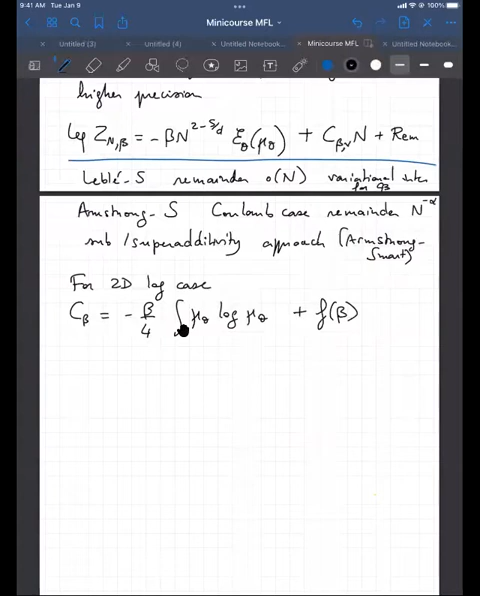 9:41 AM Tue Jan 9
100%
Minicourse MFL
Untitled (3)
Untitled (4)
Untitled Notebook...
Minicourse MFL
Untitled Notebook...
higher precision
log Z_{N,β} = -βN^{2-s/d} ℰ_θ(μ_θ) + C_{β,V} N + Rem
Leblé-S remainder o(N) variational
Armstrong-S Coulomb case remainder N^{-α}
sub/superadditivity approach (Armstrong-
Smart)
For 2D log case
C_β = -β/4 ∫ μ_θ log μ_θ + f(β)